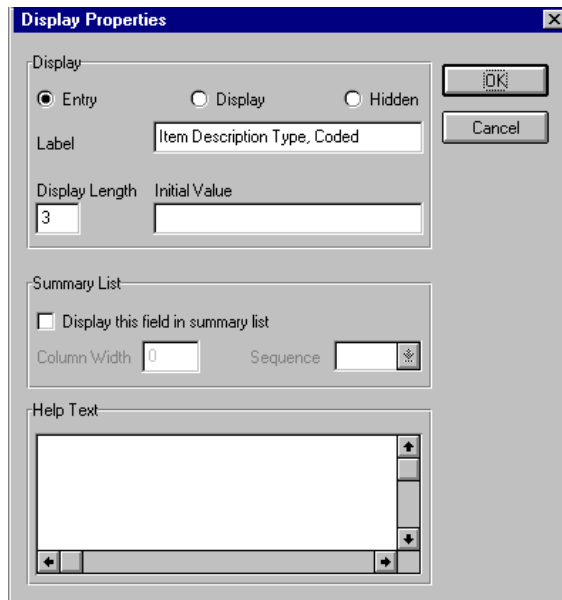 Display Properties
Display
Entry Display Hidden
Label Item Description Type, Coded
Display Length Initial Value
3
Summary List
Display this field in summary list
Column Width 0 Sequence
Help Text
OK
Cancel